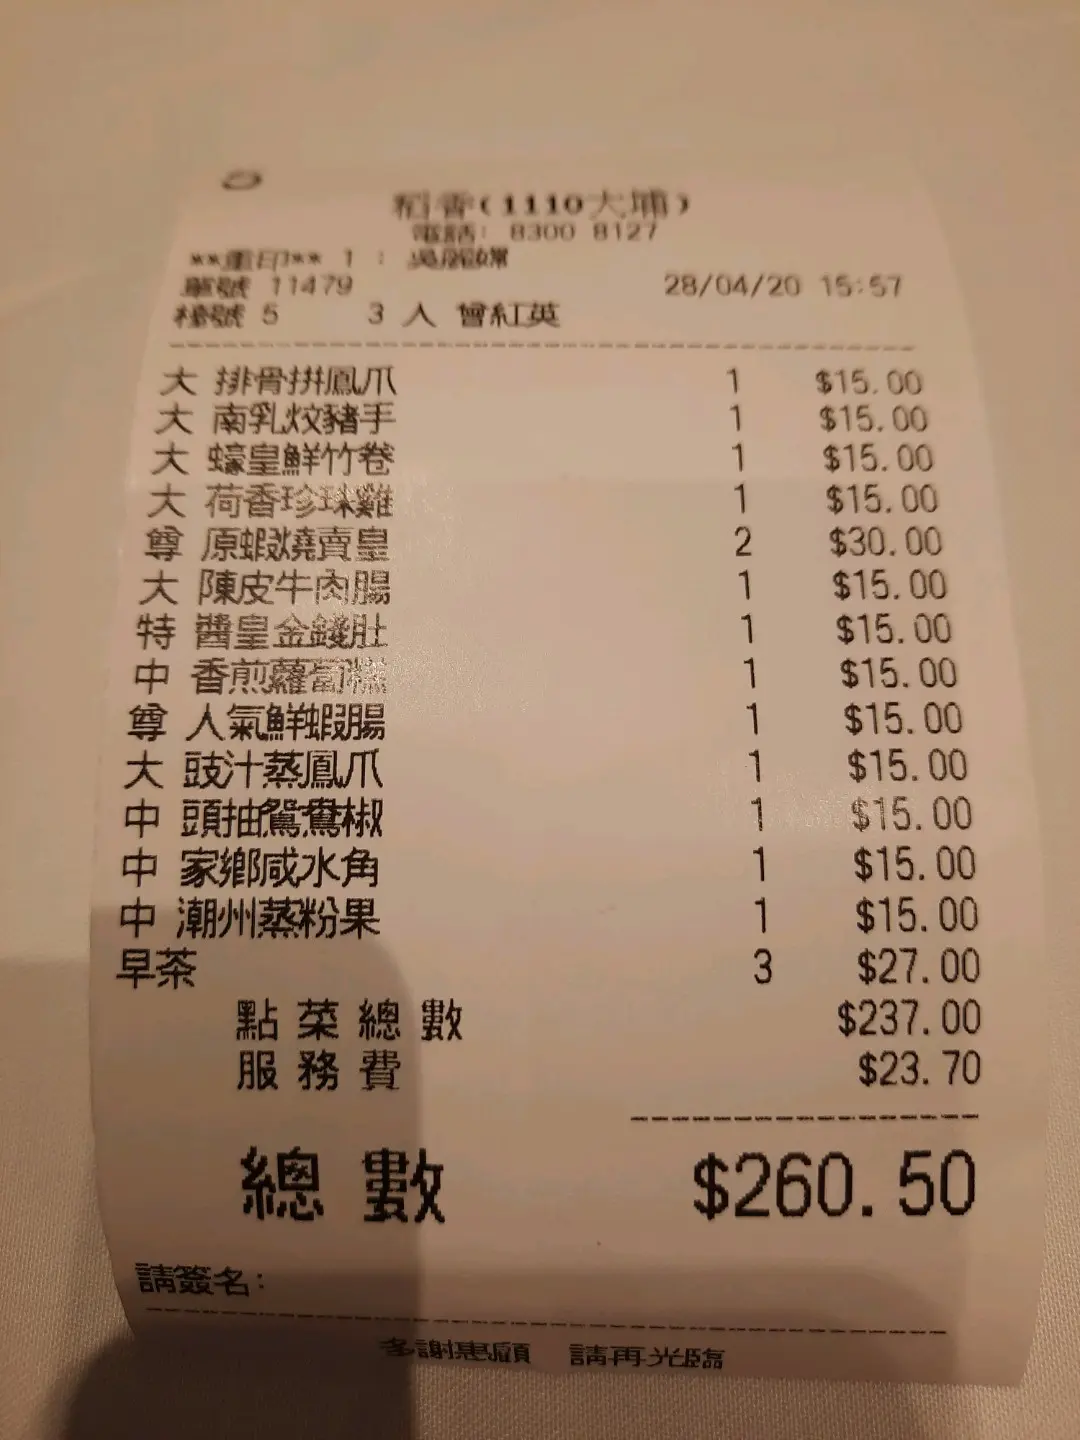 稻香(1110大埔)
電話: 8300 8127
**重印** 1 : 吳麗嫦
單號 11479 28/04/20 15:57
檯號 5 3 人 曾紅英
大 排骨拼鳳爪 1 $15.00
大 南乳炆豬手 1 $15.00
大 蠔皇鮮竹卷 1 $15.00
大 荷香珍珠雞 1 $15.00
尊 原蝦燒賣皇 2 $30.00
大 陳皮牛肉腸 1 $15.00
特 醬皇金錢肚 1 $15.00
中 香煎蘿蔔糕 1 $15.00
尊 人氣鮮蝦腸 1 $15.00
大 豉汁蒸鳳爪 1 $15.00
中 頭抽鴛鴦椒 1 $15.00
中 家鄉咸水角 1 $15.00
中 潮州蒸粉果 1 $15.00
早茶 3 $27.00
點菜總數 $237.00
服務費 $23.70
總數 $260.50
請簽名:
多謝惠顧 請再光臨